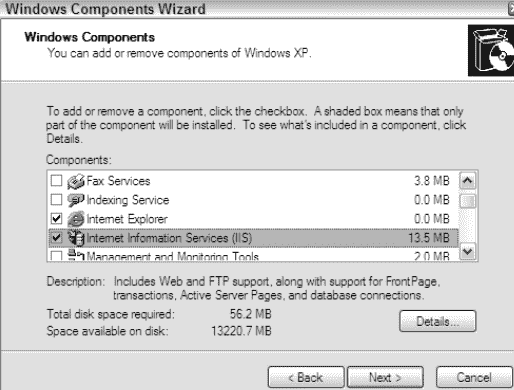 Windows Components Wizard
Windows Components
You can add or remove components of Windows XP.
To add or remove a component, click the checkbox. A shaded box means that only
part of the component will be installed. To see what's included in a component, click
Details.
Components:
Fax Services 3.8 MB
Indexing Service 0.0 MB
Internet Explorer 0.0 MB
Internet Information Services (IIS) 13.5 MB
Management and Monitoring Tools 2.0 MB
Description: Includes Web and FTP support, along with support for FrontPage,
transactions, Active Server Pages, and database connections.
Total disk space required: 56.2 MB
Space available on disk: 13220.7 MB
Details...
< Back Next > Cancel